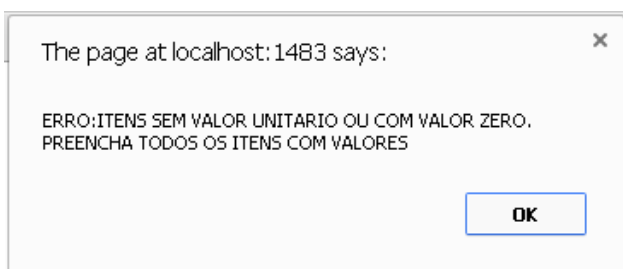 The page at localhost:1483 says:
ERRO:ITENS SEM VALOR UNITARIO OU COM VALOR ZERO.
PREENCHA TODOS OS ITENS COM VALORES
OK